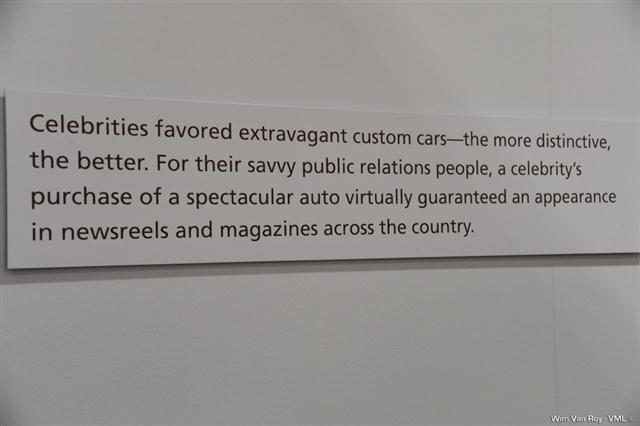 Celebrities favored extravagant custom cars—the more distinctive,
the better. For their savvy public relations people, a celebrity's
purchase of a spectacular auto virtually guaranteed an appearance
in newsreels and magazines across the country.
Wim Van Roy - VML ©